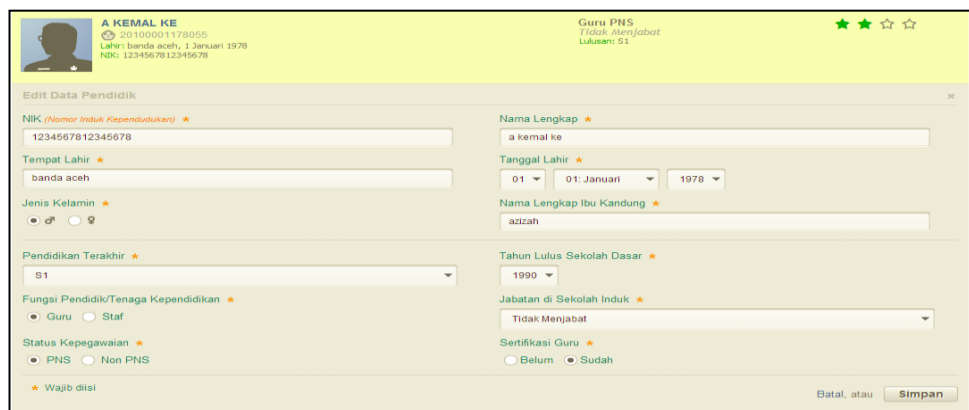 A KEMAL KE
20100001178055
Lahir: banda aceh, 1 Januari 1978
NIK: 1234567812345678
Guru PNS
Tidak Menjabat
Lulusan: S1
Edit Data Pendidik ×
NIK (Nomor Induk Kependudukan) *
1234567812345678
Nama Lengkap *
a kemal ke
Tempat Lahir *
banda aceh
Tanggal Lahir *
01 01: Januari 1978
Jenis Kelamin *
♂ ♀
Nama Lengkap Ibu Kandung *
azizah
Pendidikan Terakhir *
S1
Tahun Lulus Sekolah Dasar *
1990
Fungsi Pendidik/Tenaga Kependidikan *
Guru Staf
Jabatan di Sekolah Induk *
Tidak Menjabat
Status Kepegawaian *
PNS Non PNS
Sertifikasi Guru *
Belum Sudah
* Wajib diisi
Batal, atau Simpan